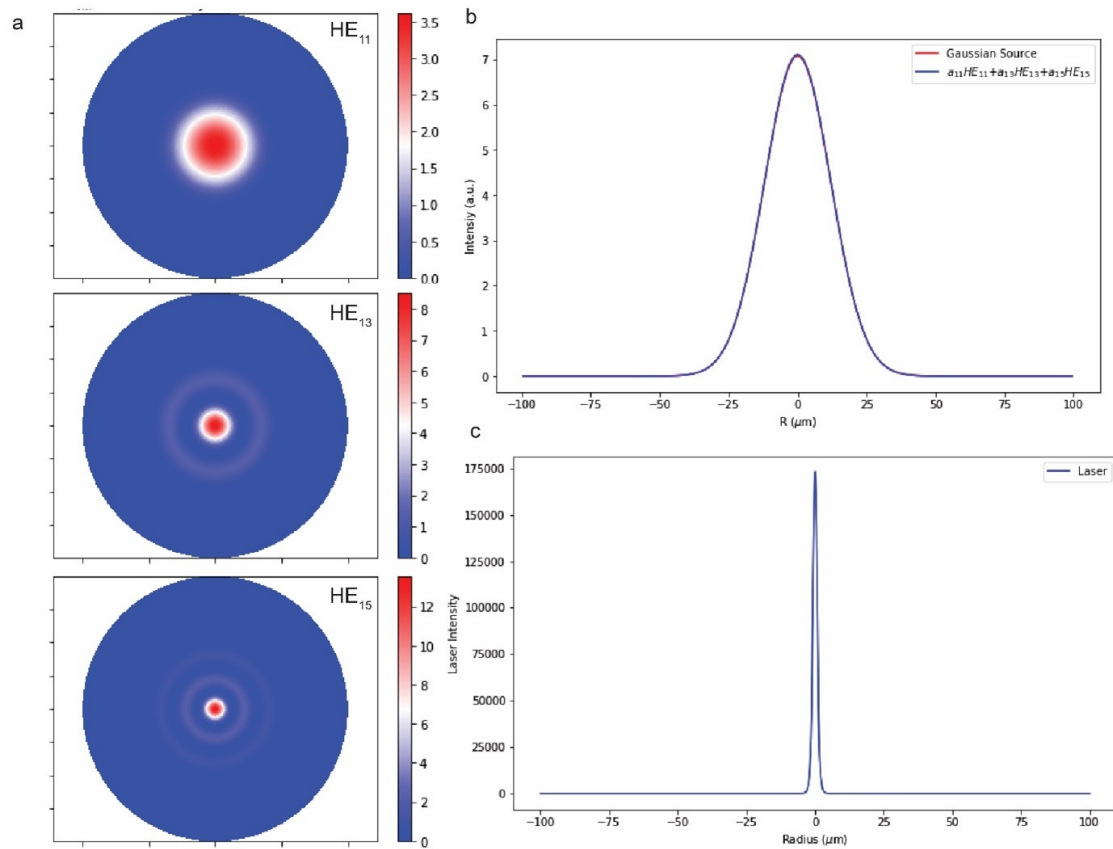 a
HE₁₁
3.5
3.0
2.5
2.0
1.5
1.0
0.5
0.0
HE₁₃
8
7
6
5
4
3
2
1
0
HE₁₅
12
10
8
6
4
2
0
b
Gaussian Source
a₁₁HE₁₁+a₁₃HE₁₃+a₁₅HE₁₅
7
6
5
4
3
2
1
0
Intensiy (a.u.)
−100 −75 −50 −25 0 25 50 75 100
R (μm)
c
Laser
175000
150000
125000
100000
75000
50000
25000
0
Laser Intensity
−100 −75 −50 −25 0 25 50 75 100
Radius (μm)